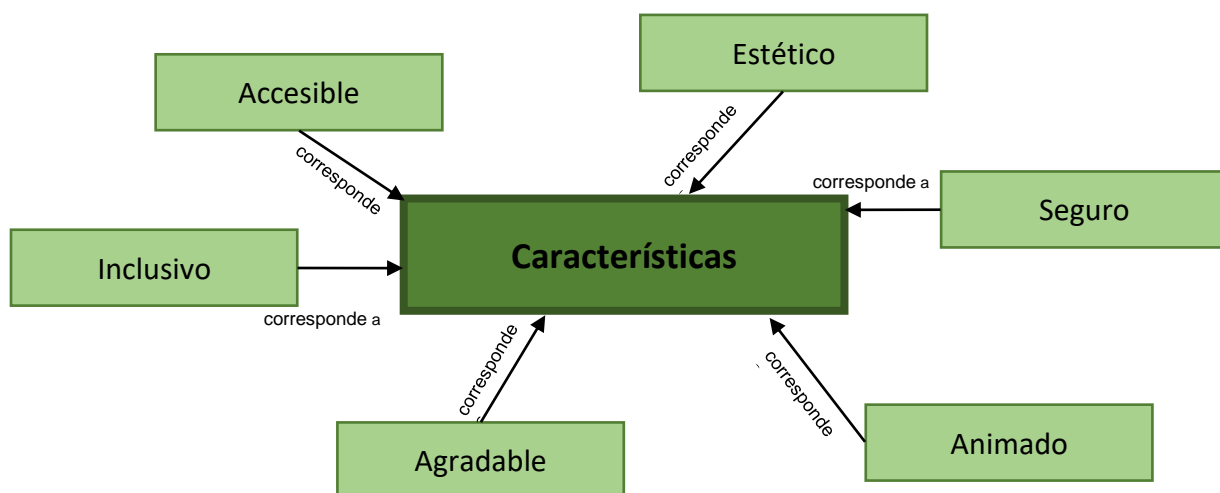 Estético
Accesible
corresponde
corresponde
corresponde a
Seguro
Características
Inclusivo
corresponde a
corresponde
corresponde
Agradable
Animado